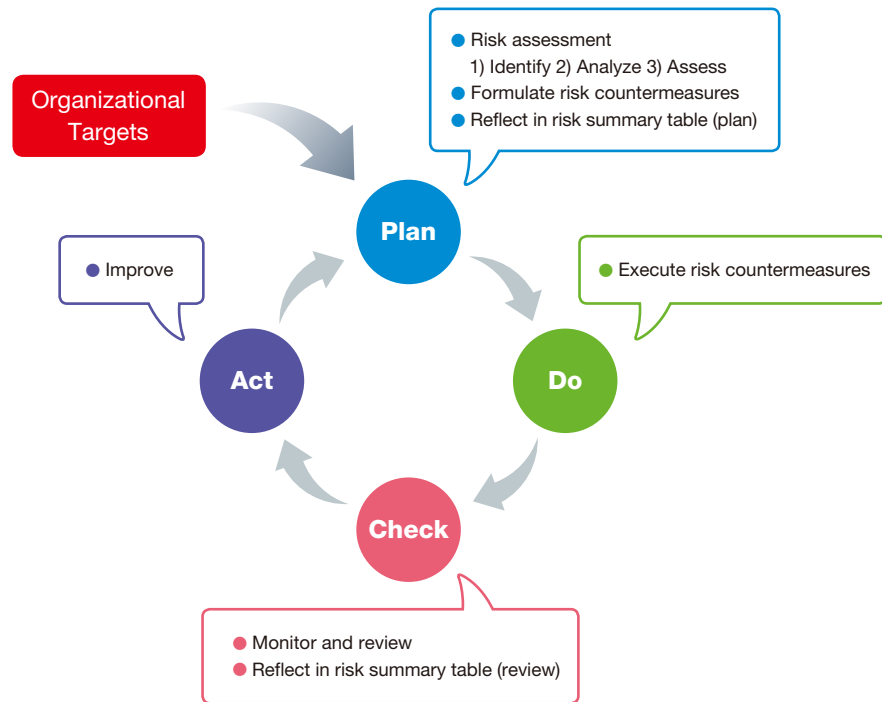 Organizational
Targets
● Risk assessment
1) Identify 2) Analyze 3) Assess
● Formulate risk countermeasures
● Reflect in risk summary table (plan)
Plan
● Improve
● Execute risk countermeasures
Act
Do
Check
● Monitor and review
● Reflect in risk summary table (review)